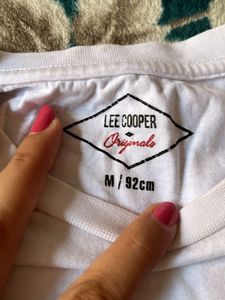 LEE COOPER
Originals
M / 92cm